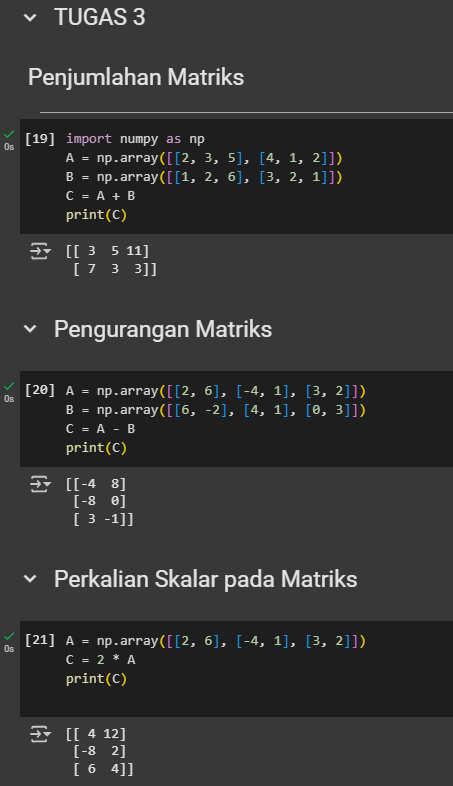 TUGAS 3
Penjumlahan Matriks
[19] import numpy as np
0s
A = np.array([[2, 3, 5], [4, 1, 2]])
B = np.array([[1, 2, 6], [3, 2, 1]])
C = A + B
print(C)
[[ 3  5 11]
 [ 7  3  3]]
Pengurangan Matriks
[20] A = np.array([[2, 6], [-4, 1], [3, 2]])
0s
B = np.array([[6, -2], [4, 1], [0, 3]])
C = A - B
print(C)
[[-4  8]
 [-8  0]
 [ 3 -1]]
Perkalian Skalar pada Matriks
[21] A = np.array([[2, 6], [-4, 1], [3, 2]])
0s
C = 2 * A
print(C)
[[ 4 12]
 [-8  2]
 [ 6  4]]